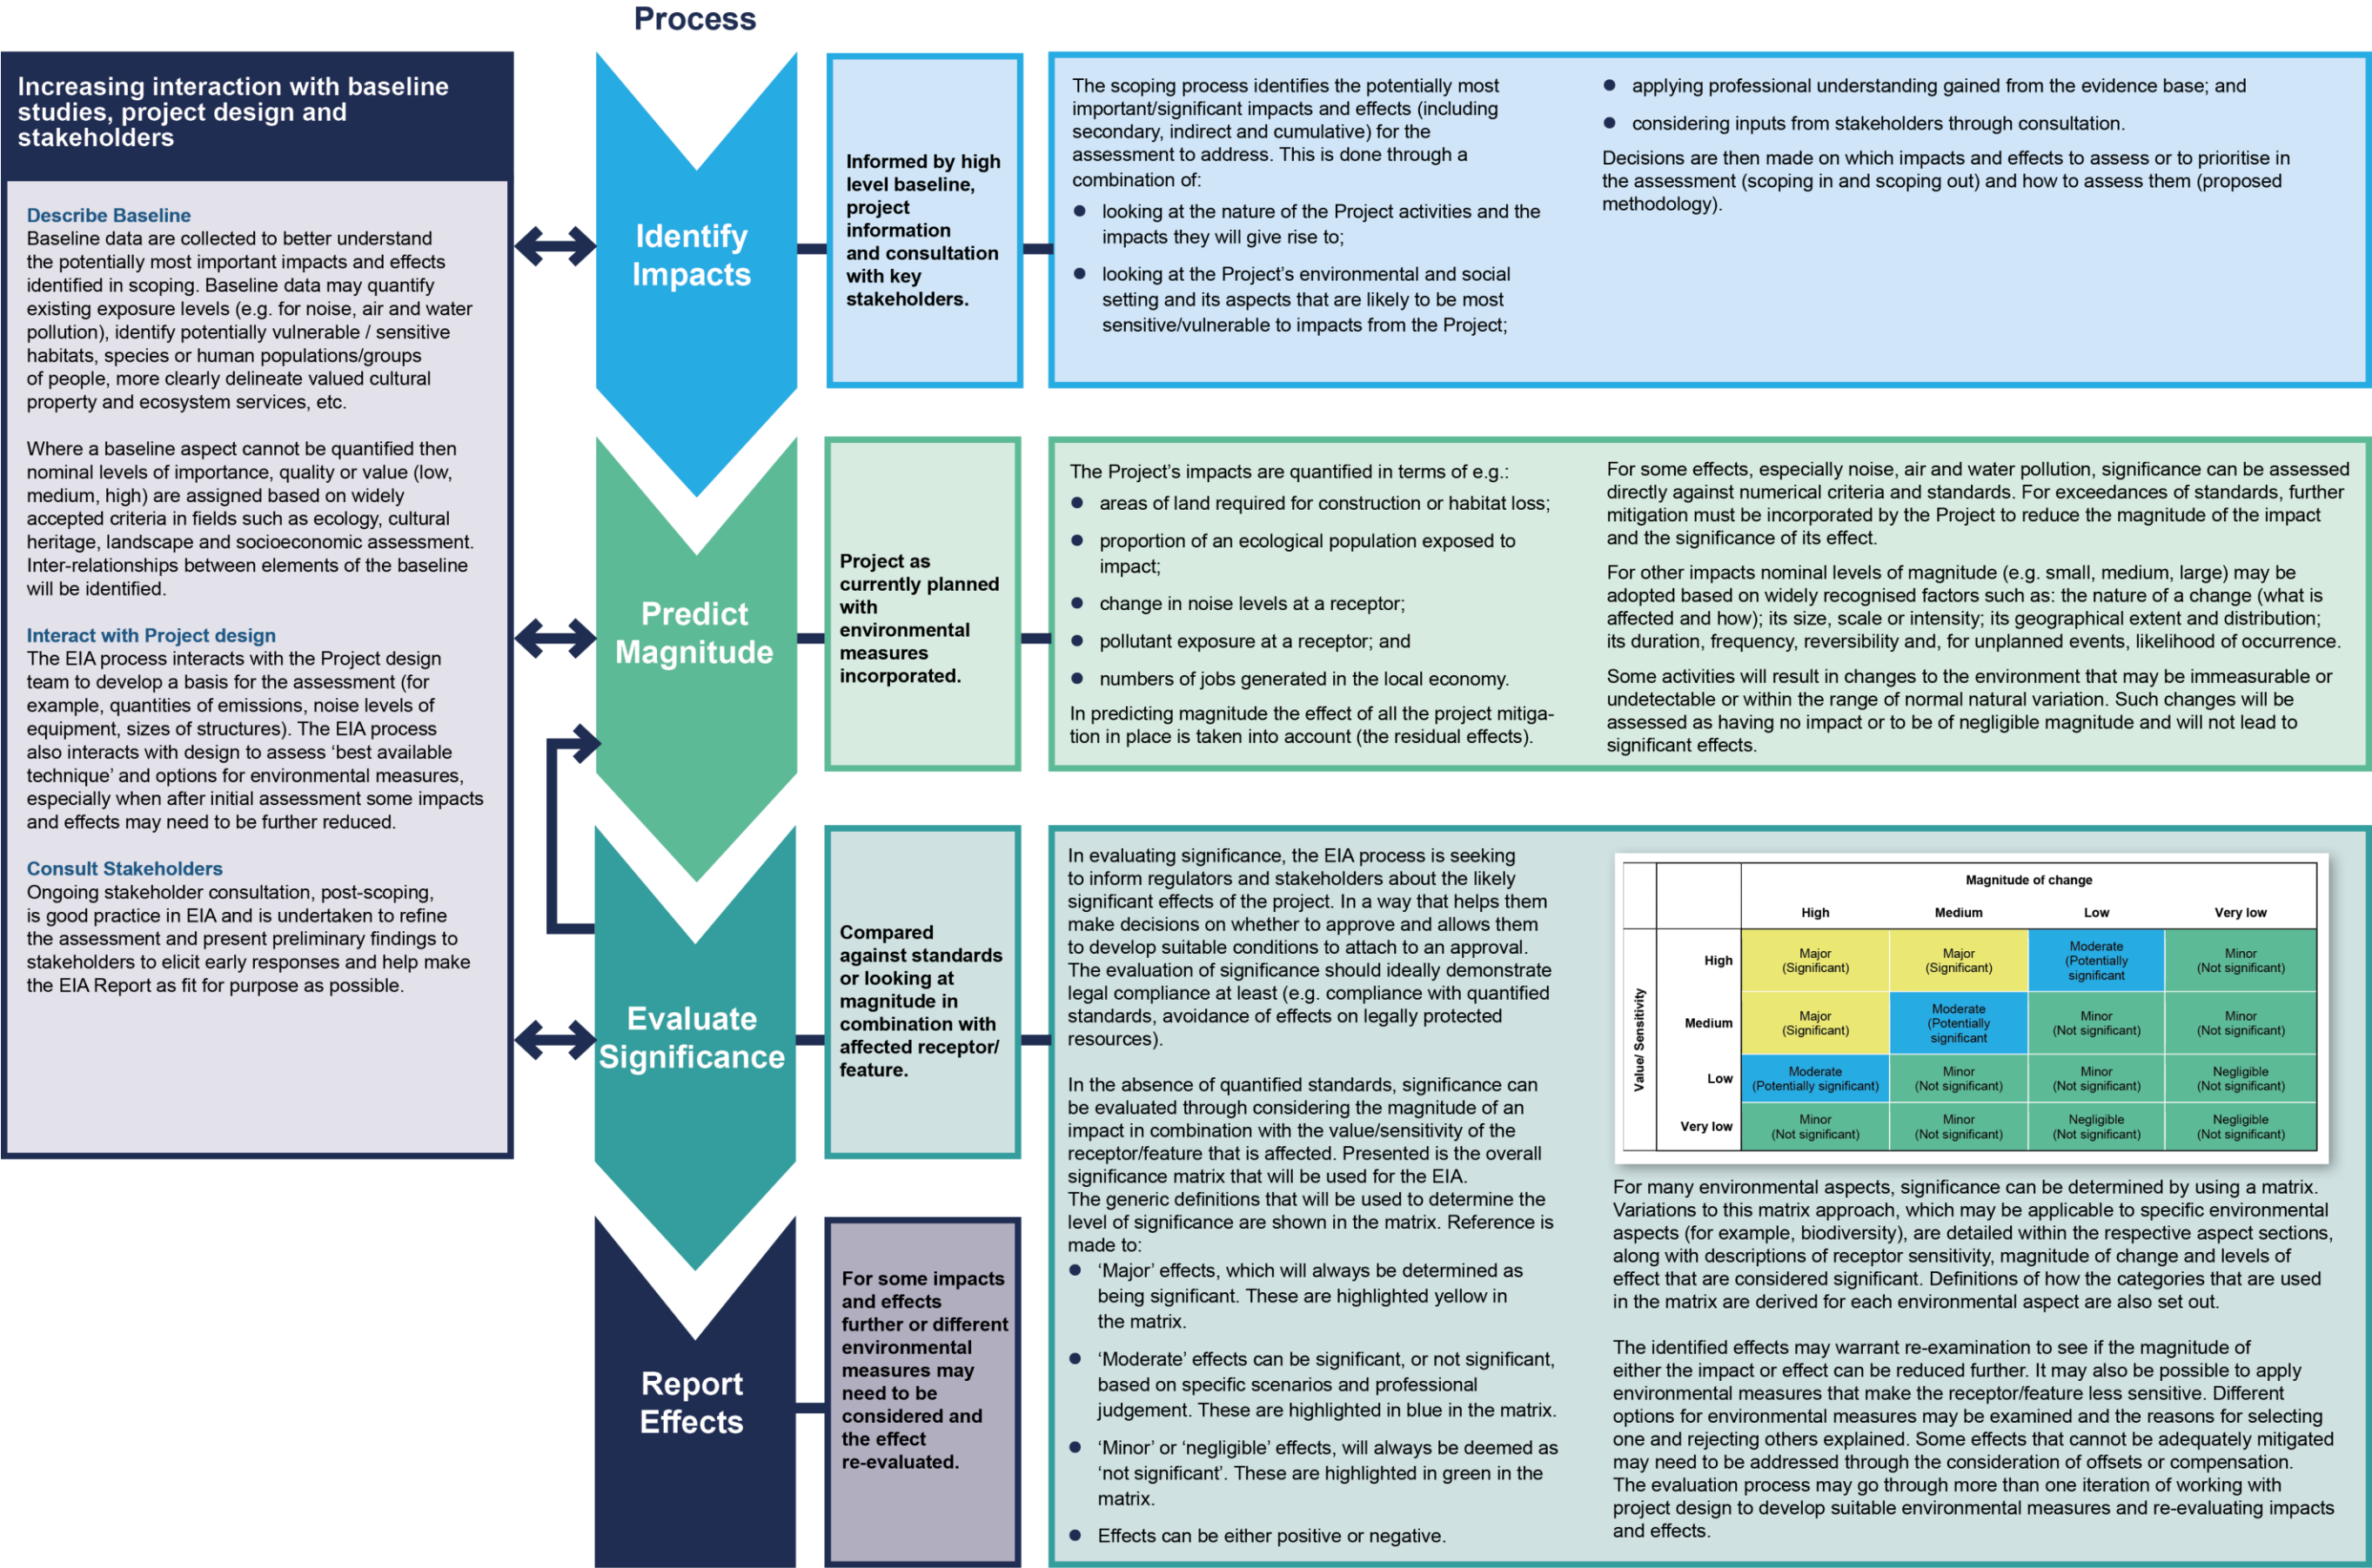 Process
Increasing interaction with baseline
studies, project design and
stakeholders
Describe Baseline
Baseline data are collected to better understand
the potentially most important impacts and effects
identified in scoping. Baseline data may quantify
existing exposure levels (e.g. for noise, air and water
pollution), identify potentially vulnerable / sensitive
habitats, species or human populations/groups
of people, more clearly delineate valued cultural
property and ecosystem services, etc.
Where a baseline aspect cannot be quantified then
nominal levels of importance, quality or value (low,
medium, high) are assigned based on widely
accepted criteria in fields such as ecology, cultural
heritage, landscape and socioeconomic assessment.
Inter-relationships between elements of the baseline
will be identified.
Interact with Project design
The EIA process interacts with the Project design
team to develop a basis for the assessment (for
example, quantities of emissions, noise levels of
equipment, sizes of structures). The EIA process
also interacts with design to assess ‘best available
technique’ and options for environmental measures,
especially when after initial assessment some impacts
and effects may need to be further reduced.
Consult Stakeholders
Ongoing stakeholder consultation, post-scoping,
is good practice in EIA and is undertaken to refine
the assessment and present preliminary findings to
stakeholders to elicit early responses and help make
the EIA Report as fit for purpose as possible.
Identify
Impacts
Informed by high
level baseline,
project
information
and consultation
with key
stakeholders.
The scoping process identifies the potentially most
important/significant impacts and effects (including
secondary, indirect and cumulative) for the
assessment to address. This is done through a
combination of:
● looking at the nature of the Project activities and the
impacts they will give rise to;
● looking at the Project’s environmental and social
setting and its aspects that are likely to be most
sensitive/vulnerable to impacts from the Project;
● applying professional understanding gained from the evidence base; and
● considering inputs from stakeholders through consultation.
Decisions are then made on which impacts and effects to assess or to prioritise in
the assessment (scoping in and scoping out) and how to assess them (proposed
methodology).
Predict
Magnitude
Project as
currently planned
with
environmental
measures
incorporated.
The Project’s impacts are quantified in terms of e.g.:
● areas of land required for construction or habitat loss;
● proportion of an ecological population exposed to
impact;
● change in noise levels at a receptor;
● pollutant exposure at a receptor; and
● numbers of jobs generated in the local economy.
In predicting magnitude the effect of all the project mitiga-
tion in place is taken into account (the residual effects).
For some effects, especially noise, air and water pollution, significance can be assessed
directly against numerical criteria and standards. For exceedances of standards, further
mitigation must be incorporated by the Project to reduce the magnitude of the impact
and the significance of its effect.
For other impacts nominal levels of magnitude (e.g. small, medium, large) may be
adopted based on widely recognised factors such as: the nature of a change (what is
affected and how); its size, scale or intensity; its geographical extent and distribution;
its duration, frequency, reversibility and, for unplanned events, likelihood of occurrence.
Some activities will result in changes to the environment that may be immeasurable or
undetectable or within the range of normal natural variation. Such changes will be
assessed as having no impact or to be of negligible magnitude and will not lead to
significant effects.
Evaluate
Significance
Compared
against standards
or looking at
magnitude in
combination with
affected receptor/
feature.
In evaluating significance, the EIA process is seeking
to inform regulators and stakeholders about the likely
significant effects of the project. In a way that helps them
make decisions on whether to approve and allows them
to develop suitable conditions to attach to an approval.
The evaluation of significance should ideally demonstrate
legal compliance at least (e.g. compliance with quantified
standards, avoidance of effects on legally protected
resources).
In the absence of quantified standards, significance can
be evaluated through considering the magnitude of an
impact in combination with the value/sensitivity of the
receptor/feature that is affected. Presented is the overall
significance matrix that will be used for the EIA.
The generic definitions that will be used to determine the
level of significance are shown in the matrix. Reference is
made to:
● ‘Major’ effects, which will always be determined as
being significant. These are highlighted yellow in
the matrix.
● ‘Moderate’ effects can be significant, or not significant,
based on specific scenarios and professional
judgement. These are highlighted in blue in the matrix.
● ‘Minor’ or ‘negligible’ effects, will always be deemed as
‘not significant’. These are highlighted in green in the
matrix.
● Effects can be either positive or negative.
Magnitude of change
High Medium Low Very low
Value/ Sensitivity
High
Major
(Significant)
Major
(Significant)
Moderate
(Potentially
significant
Minor
(Not significant)
Medium
Major
(Significant)
Moderate
(Potentially
significant
Minor
(Not significant)
Minor
(Not significant)
Low
Moderate
(Potentially significant)
Minor
(Not significant)
Minor
(Not significant)
Negligible
(Not significant)
Very low
Minor
(Not significant)
Minor
(Not significant)
Negligible
(Not significant)
Negligible
(Not significant)
For many environmental aspects, significance can be determined by using a matrix.
Variations to this matrix approach, which may be applicable to specific environmental
aspects (for example, biodiversity), are detailed within the respective aspect sections,
along with descriptions of receptor sensitivity, magnitude of change and levels of
effect that are considered significant. Definitions of how the categories that are used
in the matrix are derived for each environmental aspect are also set out.
The identified effects may warrant re-examination to see if the magnitude of
either the impact or effect can be reduced further. It may also be possible to apply
environmental measures that make the receptor/feature less sensitive. Different
options for environmental measures may be examined and the reasons for selecting
one and rejecting others explained. Some effects that cannot be adequately mitigated
may need to be addressed through the consideration of offsets or compensation.
The evaluation process may go through more than one iteration of working with
project design to develop suitable environmental measures and re-evaluating impacts
and effects.
Report
Effects
For some impacts
and effects
further or different
environmental
measures may
need to be
considered and
the effect
re-evaluated.